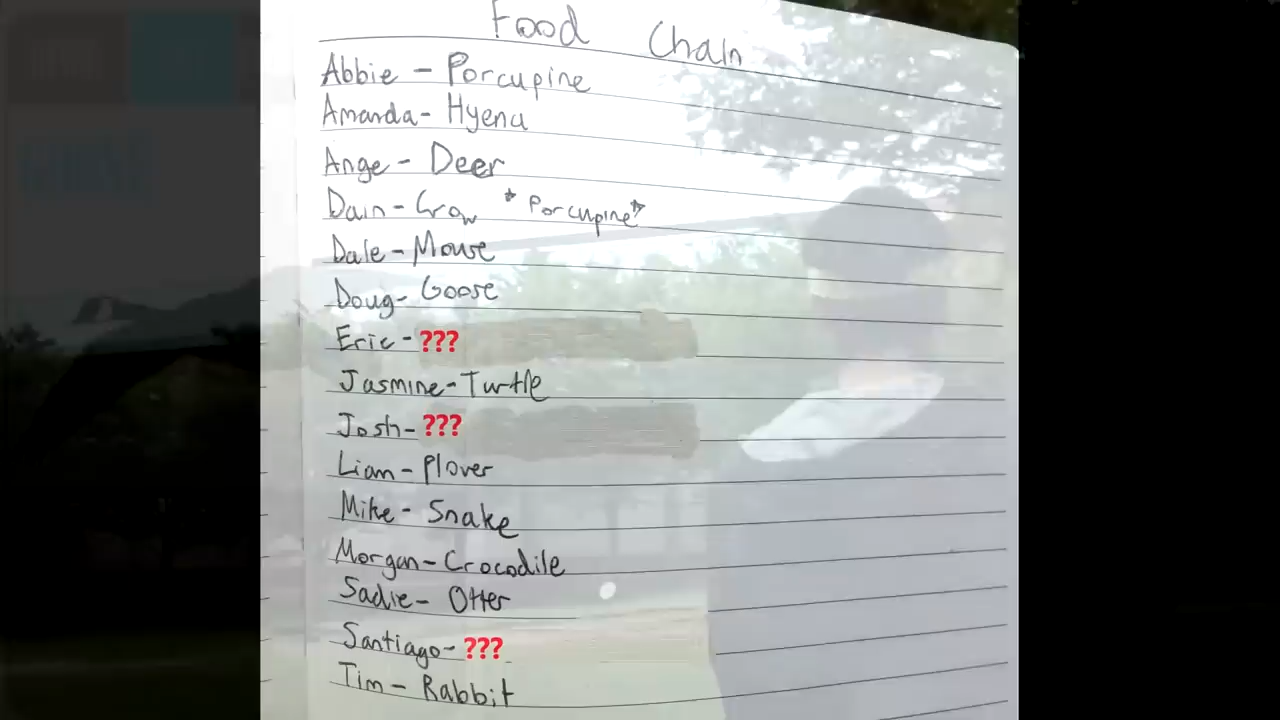 Food Chain
Abbie - Porcupine
Amanda- Hyena
Ange - Deer
Dain - Crow *Porcupine*
Dale - Mouse
Doug- Goose
Eric - ???
Jasmine - Turtle
Josh- ???
Liam - Plover
Mike - Snake
Morgan - Crocodile
Sadie - Otter
Santiago- ???
Tim - Rabbit